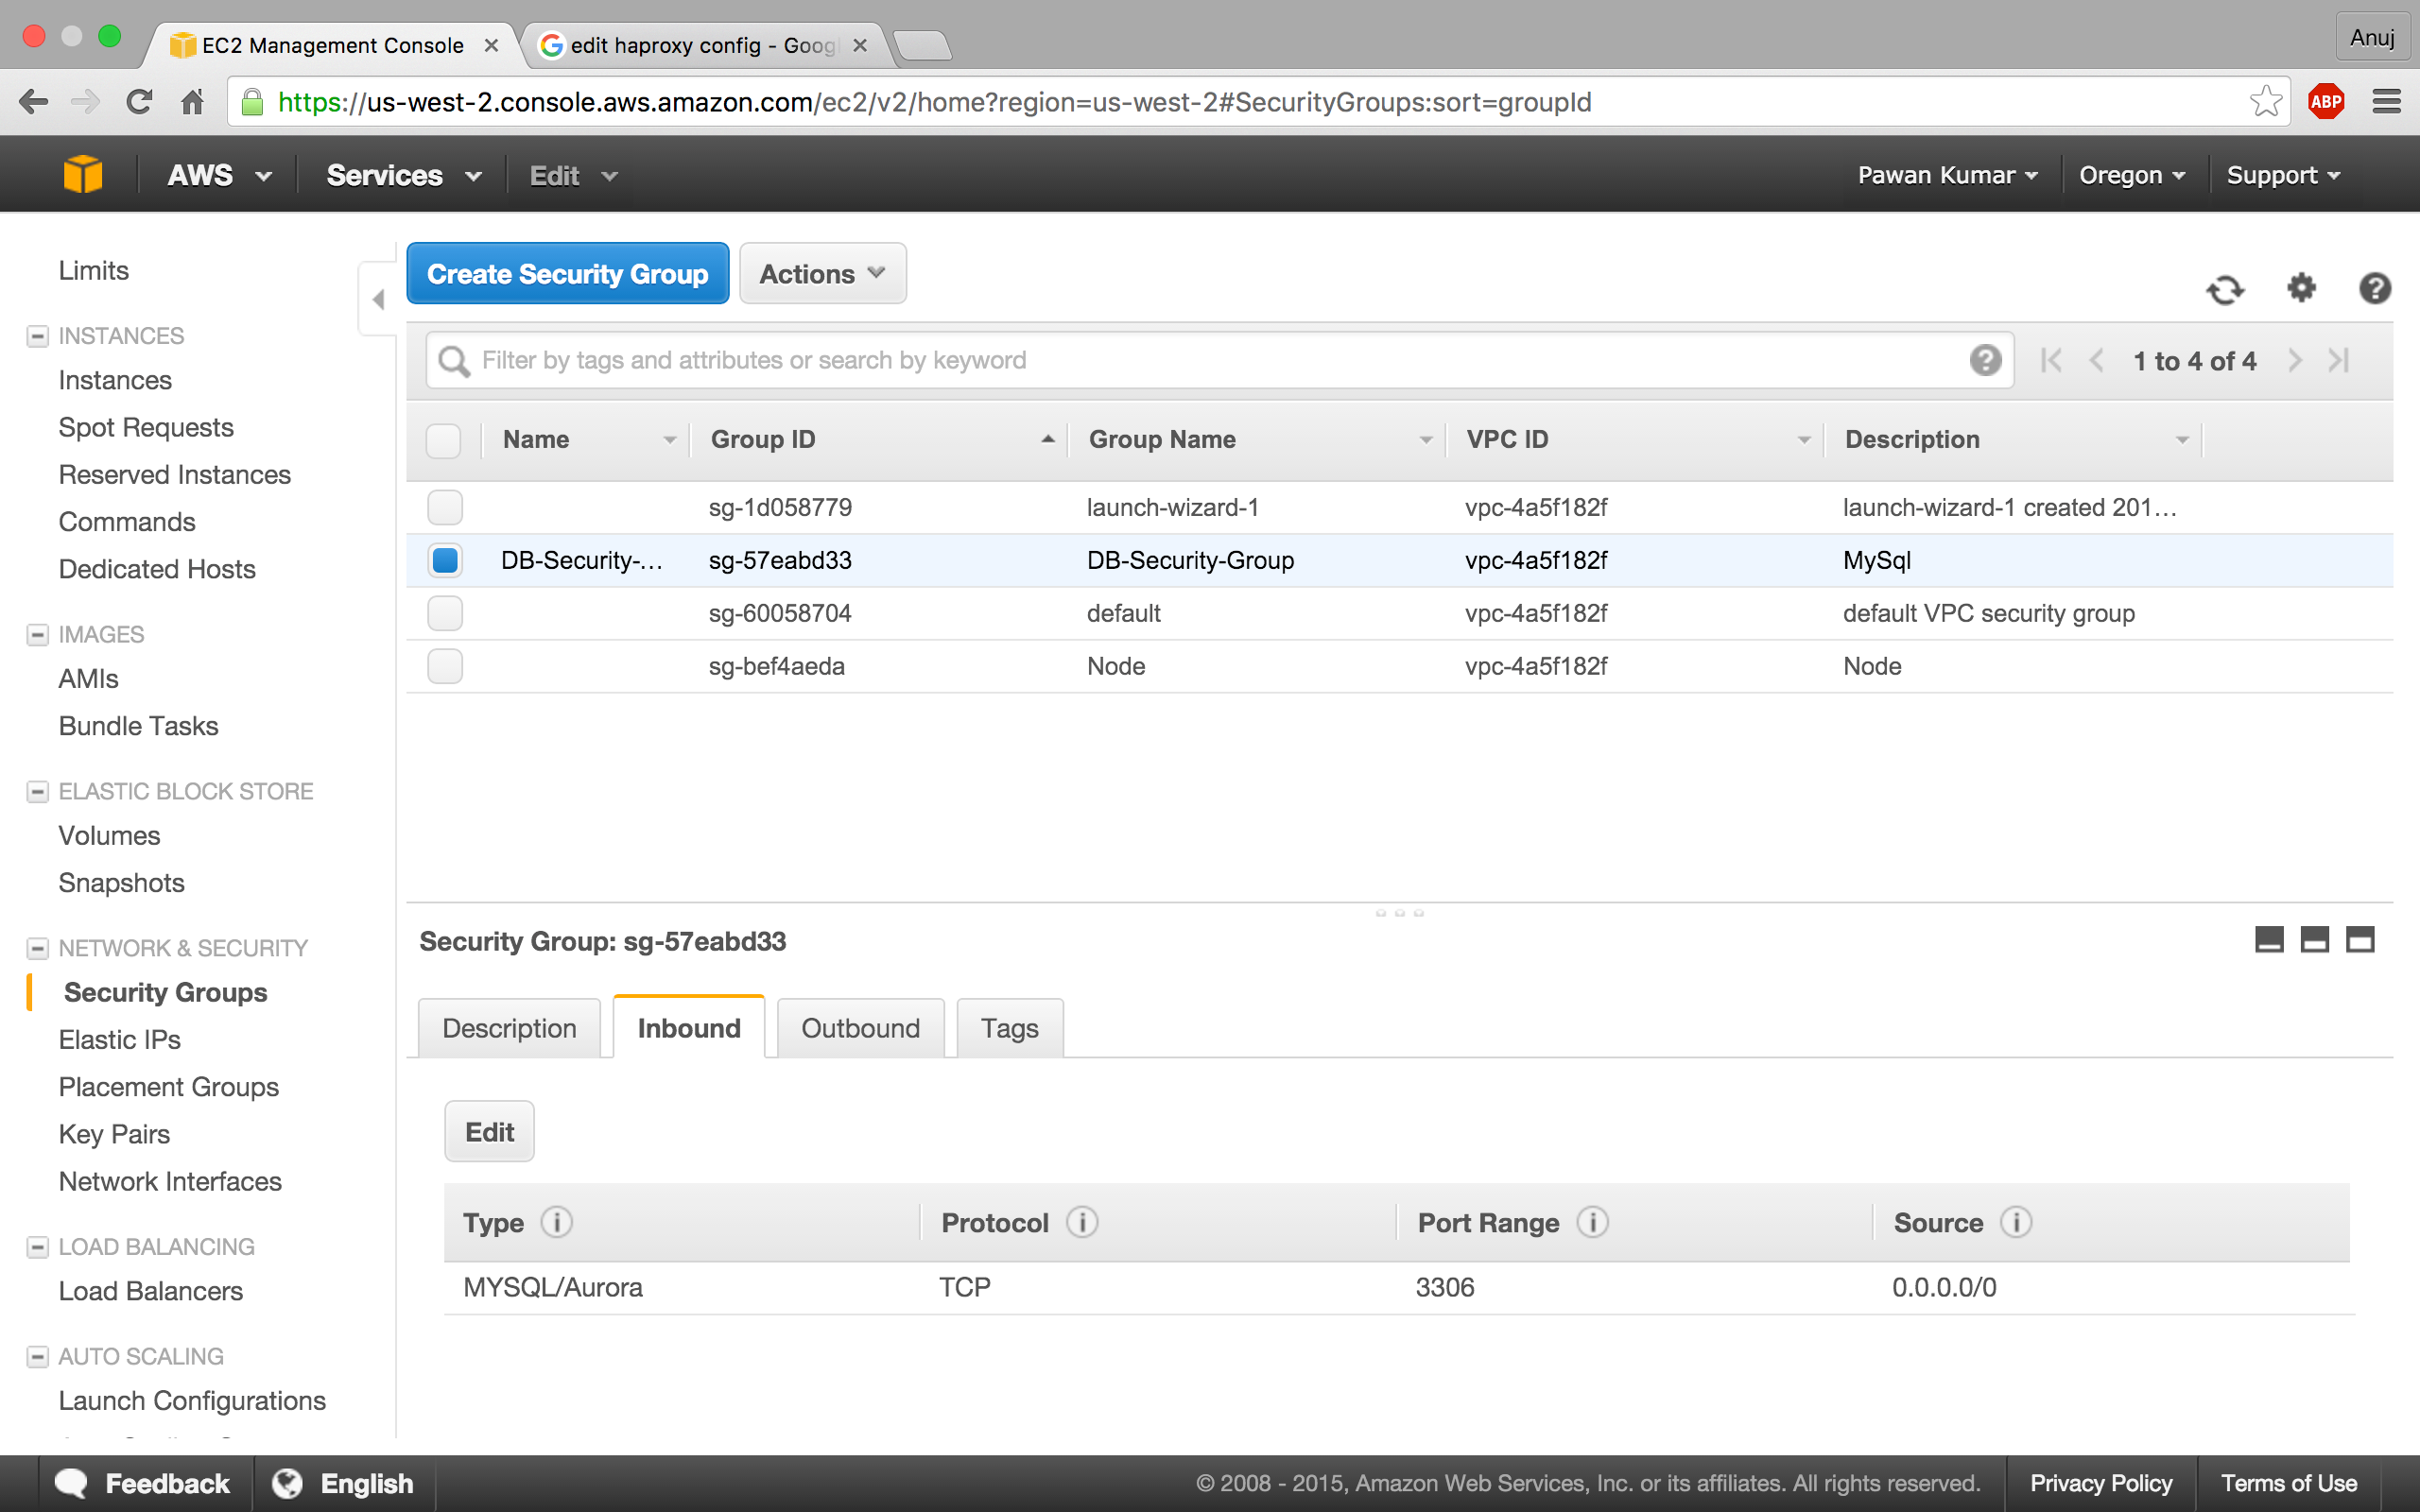 EC2 Management Console
edit haproxy config - Goog
Anuj
https://us-west-2.console.aws.amazon.com/ec2/v2/home?region=us-west-2#SecurityGroups:sort=groupId
ABP
AWS Services Edit Pawan Kumar Oregon Support
Limits
INSTANCES
Instances
Spot Requests
Reserved Instances
Commands
Dedicated Hosts
IMAGES
AMIs
Bundle Tasks
ELASTIC BLOCK STORE
Volumes
Snapshots
NETWORK & SECURITY
Security Groups
Elastic IPs
Placement Groups
Key Pairs
Network Interfaces
LOAD BALANCING
Load Balancers
AUTO SCALING
Launch Configurations
Create Security Group Actions
Filter by tags and attributes or search by keyword
1 to 4 of 4
Name Group ID Group Name VPC ID Description
sg-1d058779 launch-wizard-1 vpc-4a5f182f launch-wizard-1 created 201…
DB-Security-… sg-57eabd33 DB-Security-Group vpc-4a5f182f MySql
sg-60058704 default vpc-4a5f182f default VPC security group
sg-bef4aeda Node vpc-4a5f182f Node
Security Group: sg-57eabd33
Description Inbound Outbound Tags
Edit
Type Protocol Port Range Source
MYSQL/Aurora TCP 3306 0.0.0.0/0
Feedback English © 2008 - 2015, Amazon Web Services, Inc. or its affiliates. All rights reserved. Privacy Policy Terms of Use